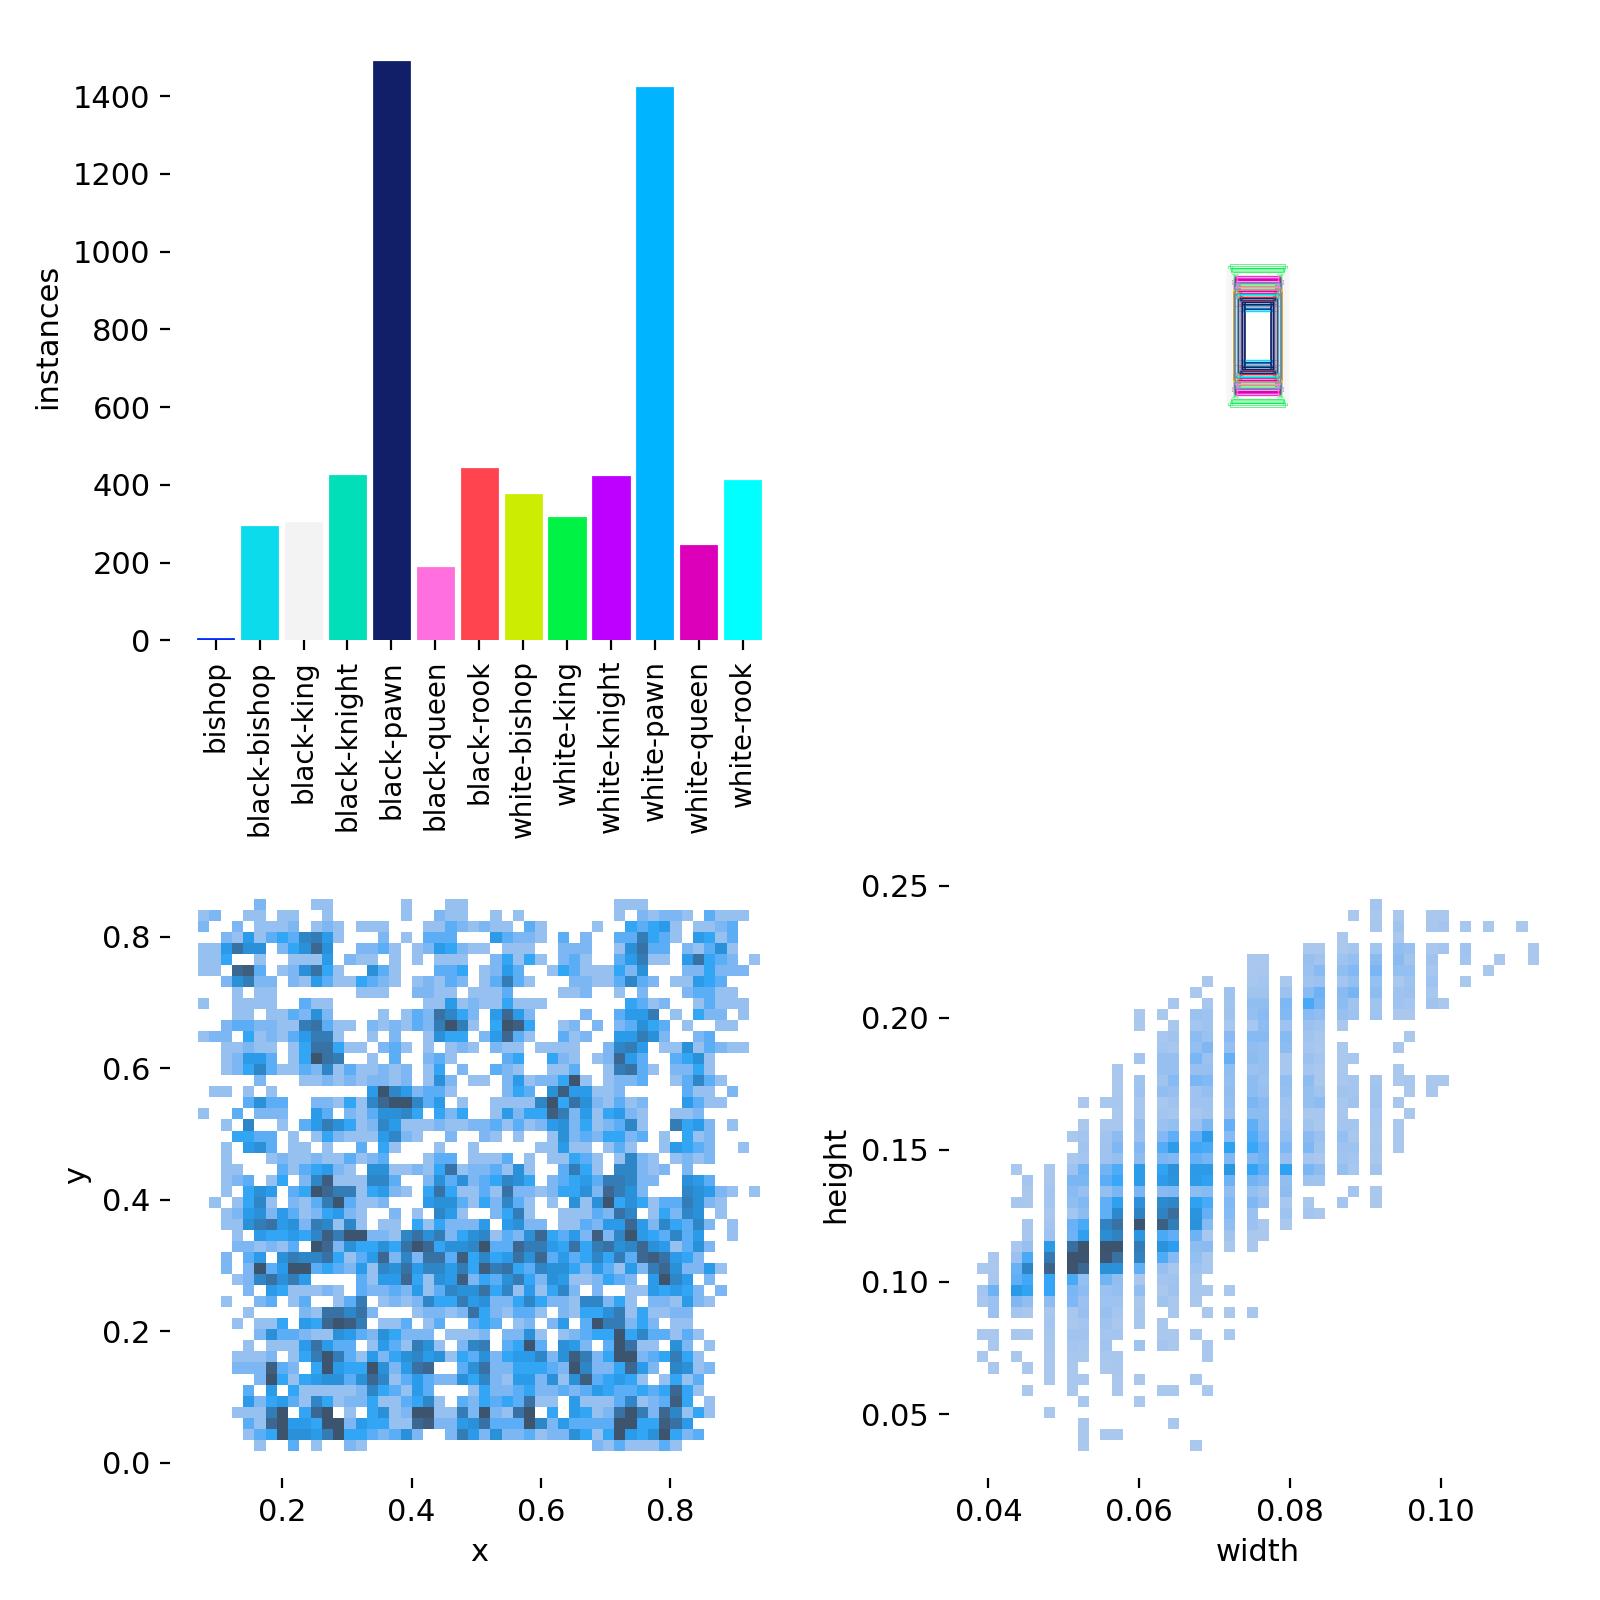 instances
1400
1200
1000
800
600
400
200
0
bishop
black-bishop
black-king
black-knight
black-pawn
black-queen
black-rook
white-bishop
white-king
white-knight
white-pawn
white-queen
white-rook
y
0.8
0.6
0.4
0.2
0.0
0.2 0.4 0.6 0.8
x
height
0.25
0.20
0.15
0.10
0.05
0.04 0.06 0.08 0.10
width